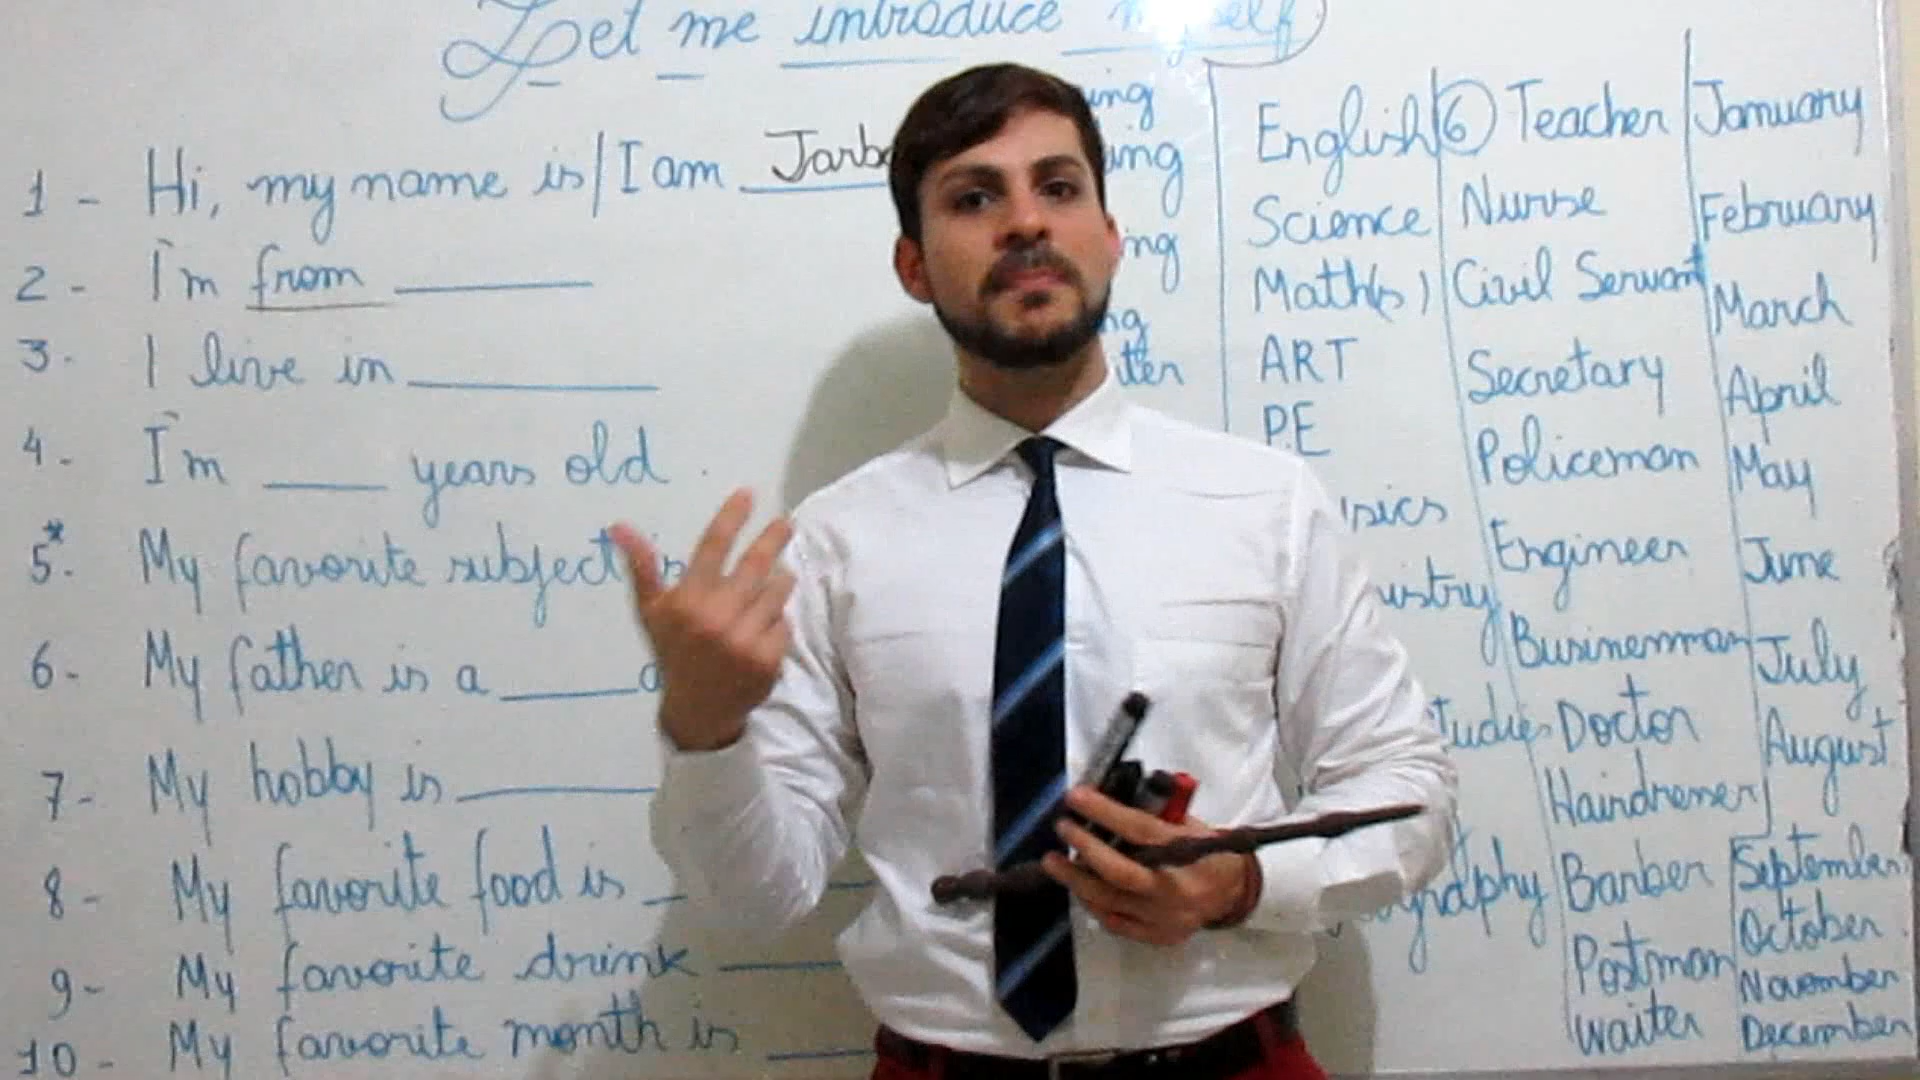 Let me introduce myself
1 - Hi, my name is / I am
2 - I'm from
3 - I live in
4 - I'm ____ years old.
5* - My favorite subject is
6 - My father is a
7 - My hobby is
8 - My favorite food is
9 - My favorite drink
10 - My favorite month is
English
Science
Math(s)
ART
P.E
6 Teacher
Nurse
Civil Servant
Secretary
Policeman
Engineer
Businessman
Doctor
Hairdresser
Barber
Postman
Waiter
January
February
March
April
May
June
July
August
September
October
November
December